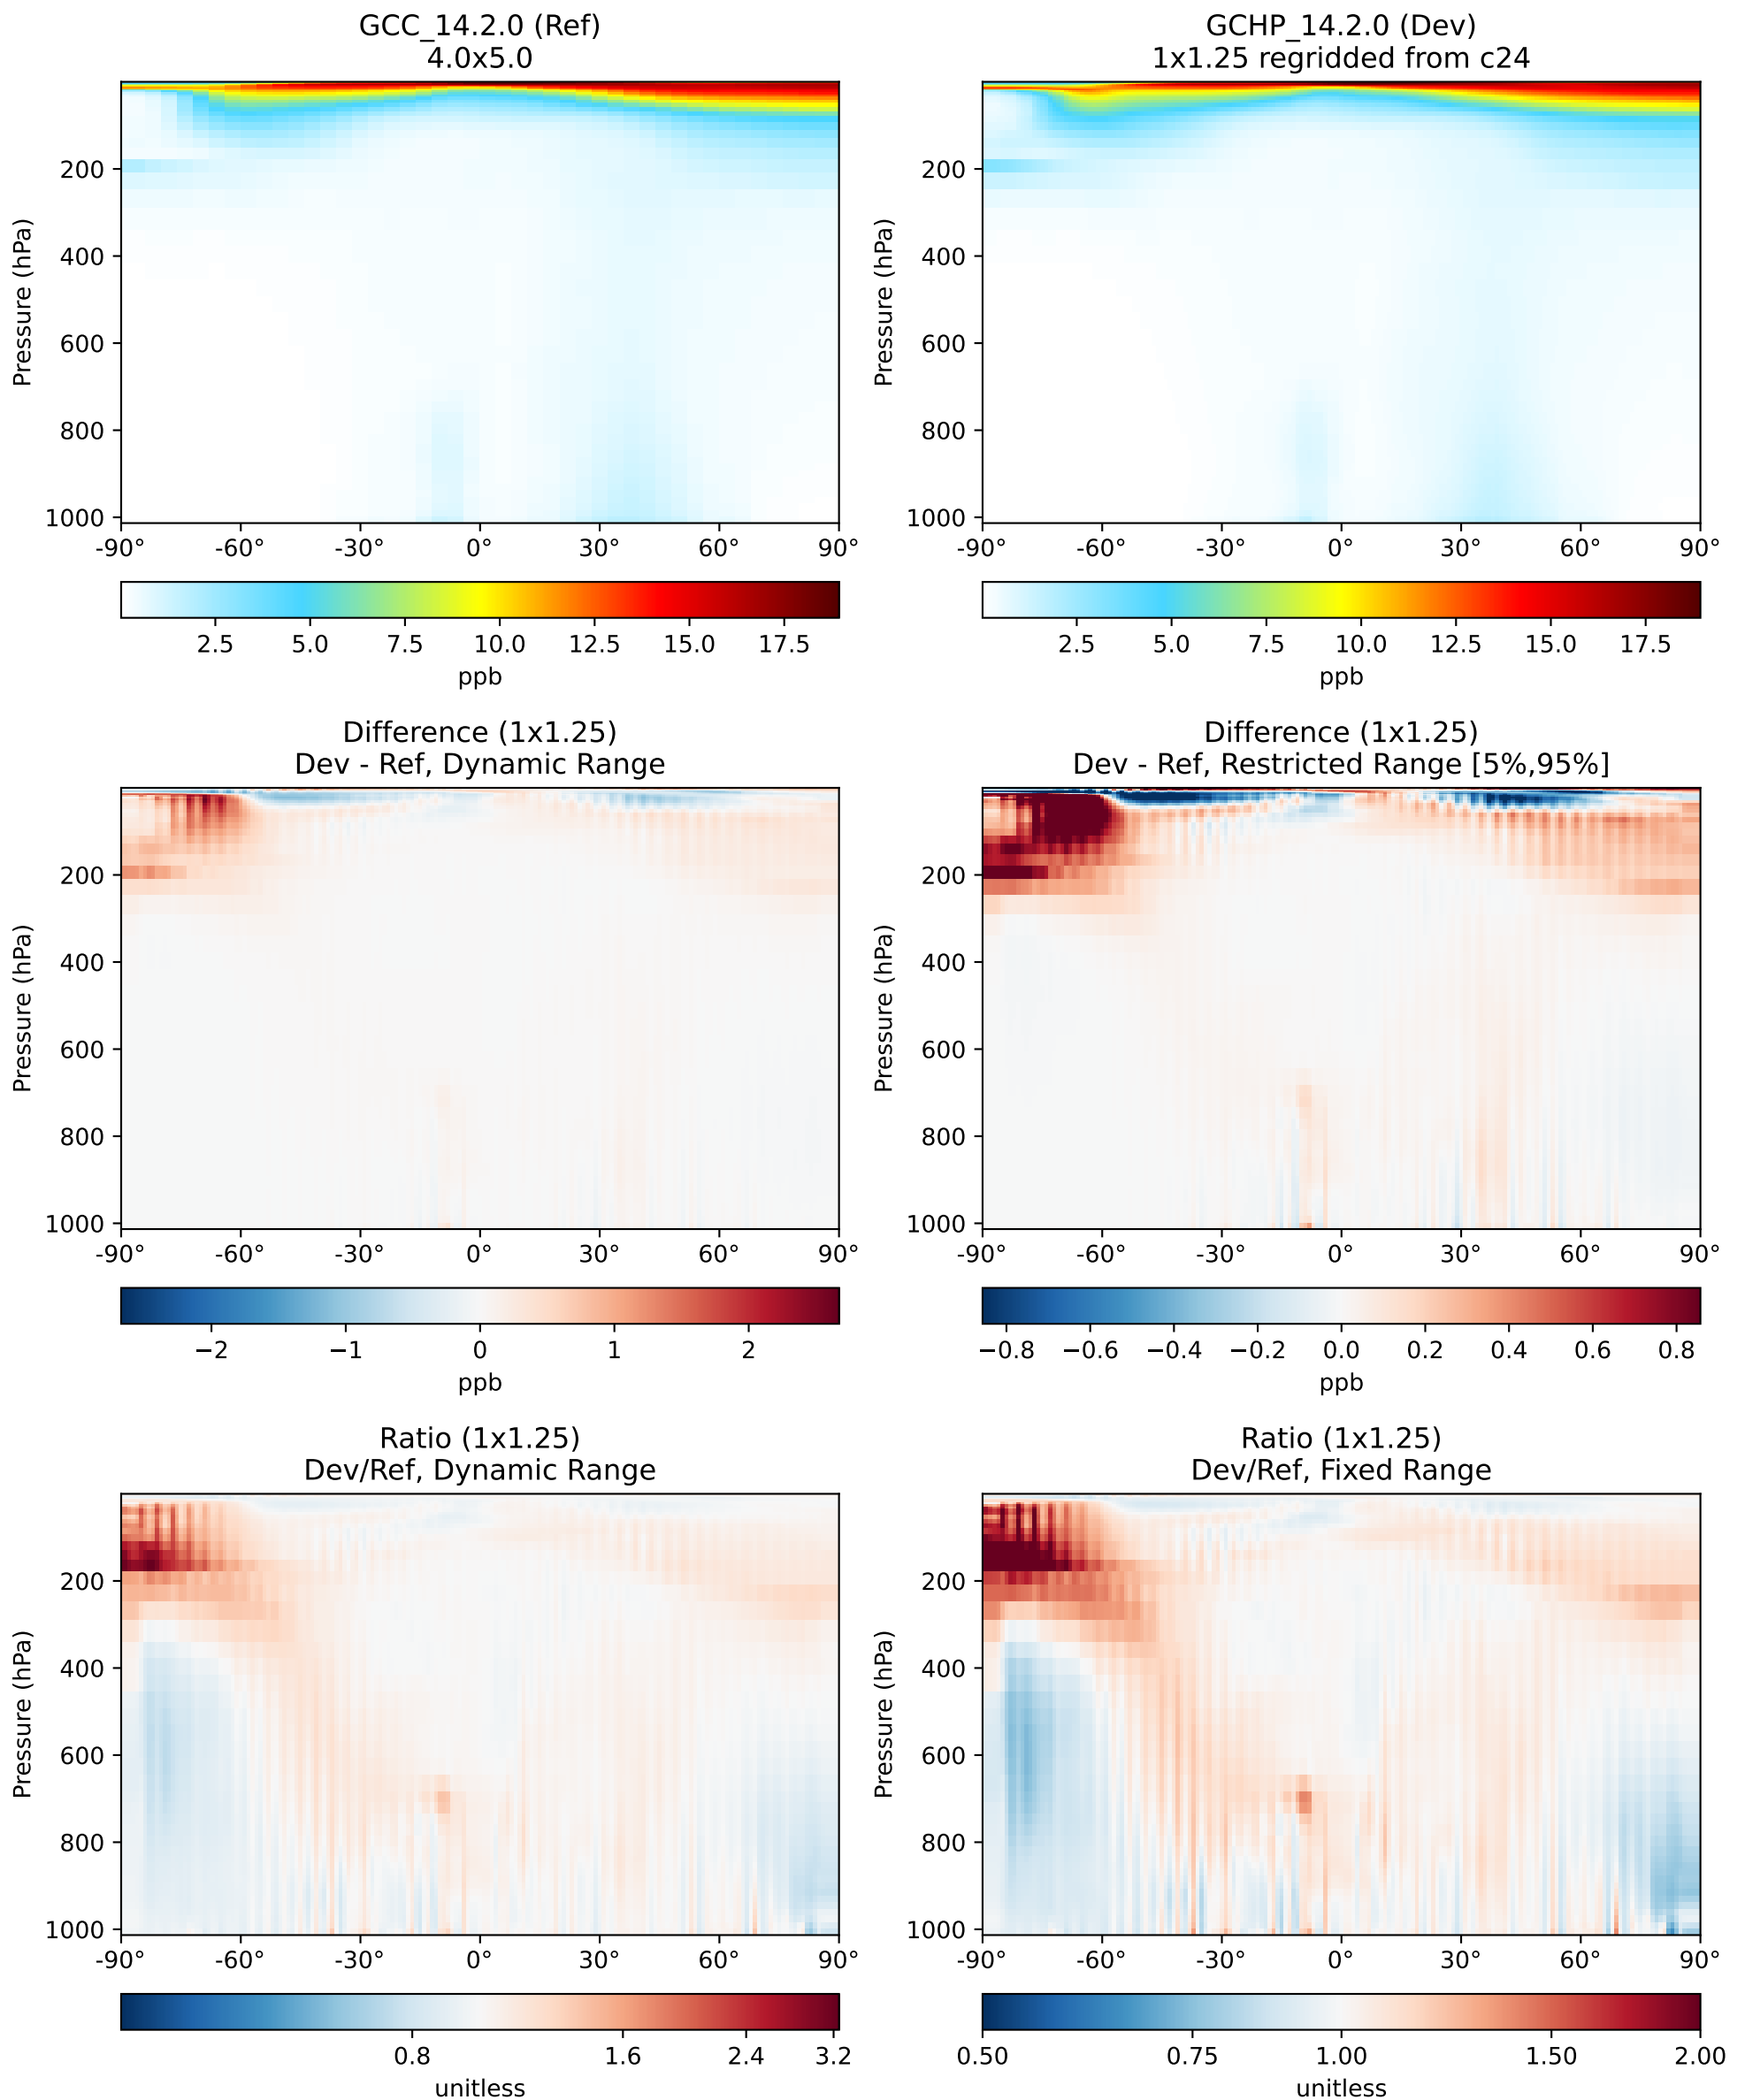 GCC_14.2.0 (Ref)
4.0x5.0
Pressure (hPa)
200
400
600
800
1000
-90° -60° -30° 0° 30° 60° 90°
2.5 5.0 7.5 10.0 12.5 15.0 17.5
ppb
GCHP_14.2.0 (Dev)
1x1.25 regridded from c24
Pressure (hPa)
200
400
600
800
1000
-90° -60° -30° 0° 30° 60° 90°
2.5 5.0 7.5 10.0 12.5 15.0 17.5
ppb
Difference (1x1.25)
Dev - Ref, Dynamic Range
Pressure (hPa)
200
400
600
800
1000
-90° -60° -30° 0° 30° 60° 90°
−2 −1 0 1 2
ppb
Difference (1x1.25)
Dev - Ref, Restricted Range [5%,95%]
Pressure (hPa)
200
400
600
800
1000
-90° -60° -30° 0° 30° 60° 90°
−0.8 −0.6 −0.4 −0.2 0.0 0.2 0.4 0.6 0.8
ppb
Ratio (1x1.25)
Dev/Ref, Dynamic Range
Pressure (hPa)
200
400
600
800
1000
-90° -60° -30° 0° 30° 60° 90°
0.8 1.6 2.4 3.2
unitless
Ratio (1x1.25)
Dev/Ref, Fixed Range
Pressure (hPa)
200
400
600
800
1000
-90° -60° -30° 0° 30° 60° 90°
0.50 0.75 1.00 1.50 2.00
unitless